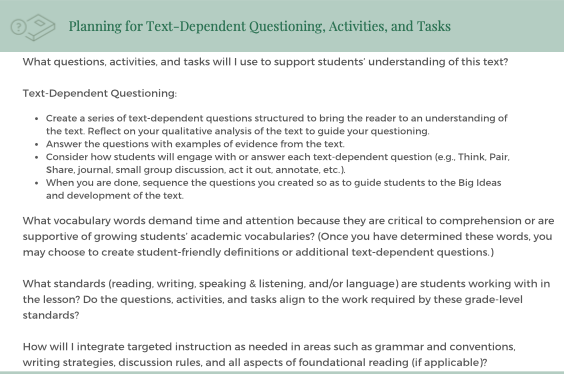 Planning for Text-Dependent Questioning, Activities, and Tasks
What questions, activities, and tasks will I use to support students' understanding of this text?
Text-Dependent Questioning:
• Create a series of text-dependent questions structured to bring the reader to an understanding of
the text. Reflect on your qualitative analysis of the text to guide your questioning.
• Answer the questions with examples of evidence from the text.
• Consider how students will engage with or answer each text-dependent question (e.g., Think, Pair,
Share, journal, small group discussion, act it out, annotate, etc.).
• When you are done, sequence the questions you created so as to guide students to the Big Ideas
and development of the text.
What vocabulary words demand time and attention because they are critical to comprehension or are
supportive of growing students' academic vocabularies? (Once you have determined these words, you
may choose to create student-friendly definitions or additional text-dependent questions.)
What standards (reading, writing, speaking & listening, and/or language) are students working with in
the lesson? Do the questions, activities, and tasks align to the work required by these grade-level
standards?
How will I integrate targeted instruction as needed in areas such as grammar and conventions,
writing strategies, discussion rules, and all aspects of foundational reading (if applicable)?